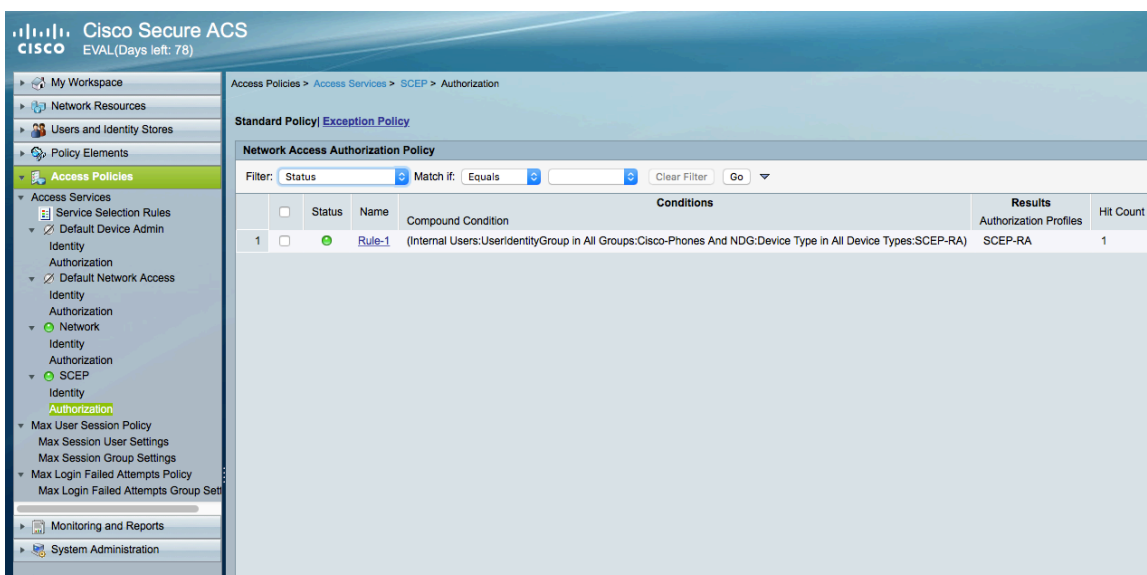 Cisco Secure ACS
CISCO EVAL(Days left: 78)
My Workspace
Network Resources
Users and Identity Stores
Policy Elements
Access Policies
Access Services
Service Selection Rules
Default Device Admin
Identity
Authorization
Default Network Access
Identity
Authorization
Network
Identity
Authorization
SCEP
Identity
Authorization
Max User Session Policy
Max Session User Settings
Max Session Group Settings
Max Login Failed Attempts Policy
Max Login Failed Attempts Group Sett
Monitoring and Reports
System Administration
Access Policies > Access Services > SCEP > Authorization
Standard Policy| Exception Policy
Network Access Authorization Policy
Filter: Status Match if: Equals Clear Filter Go
Status Name Conditions Results Hit Count
Compound Condition Authorization Profiles
1 Rule-1 (Internal Users:UserIdentityGroup in All Groups:Cisco-Phones And NDG:Device Type in All Device Types:SCEP-RA) SCEP-RA 1